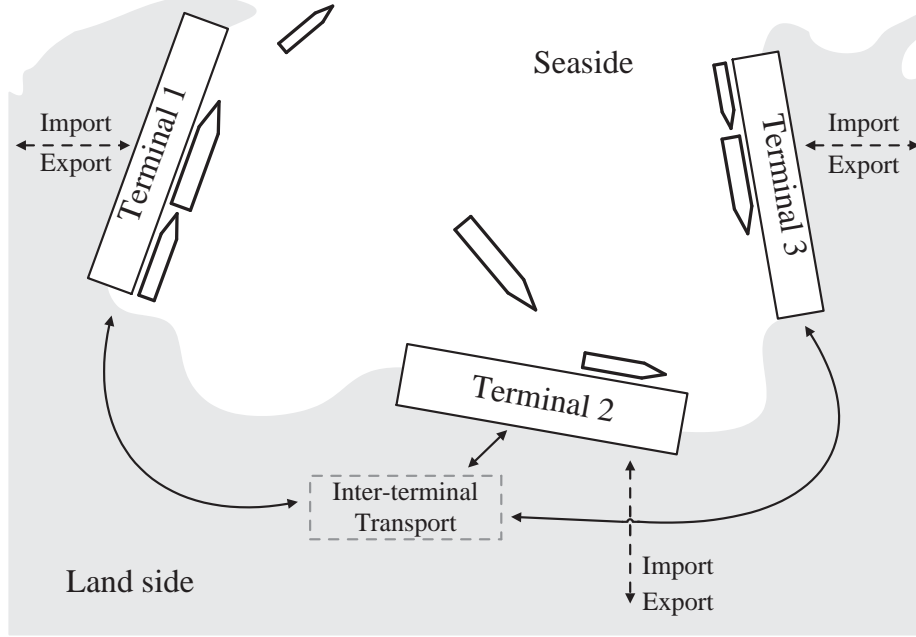 Seaside
Import
Export
Terminal 1
Terminal 3
Import
Export
Terminal 2
Inter-terminal
Transport
Import
Export
Land side